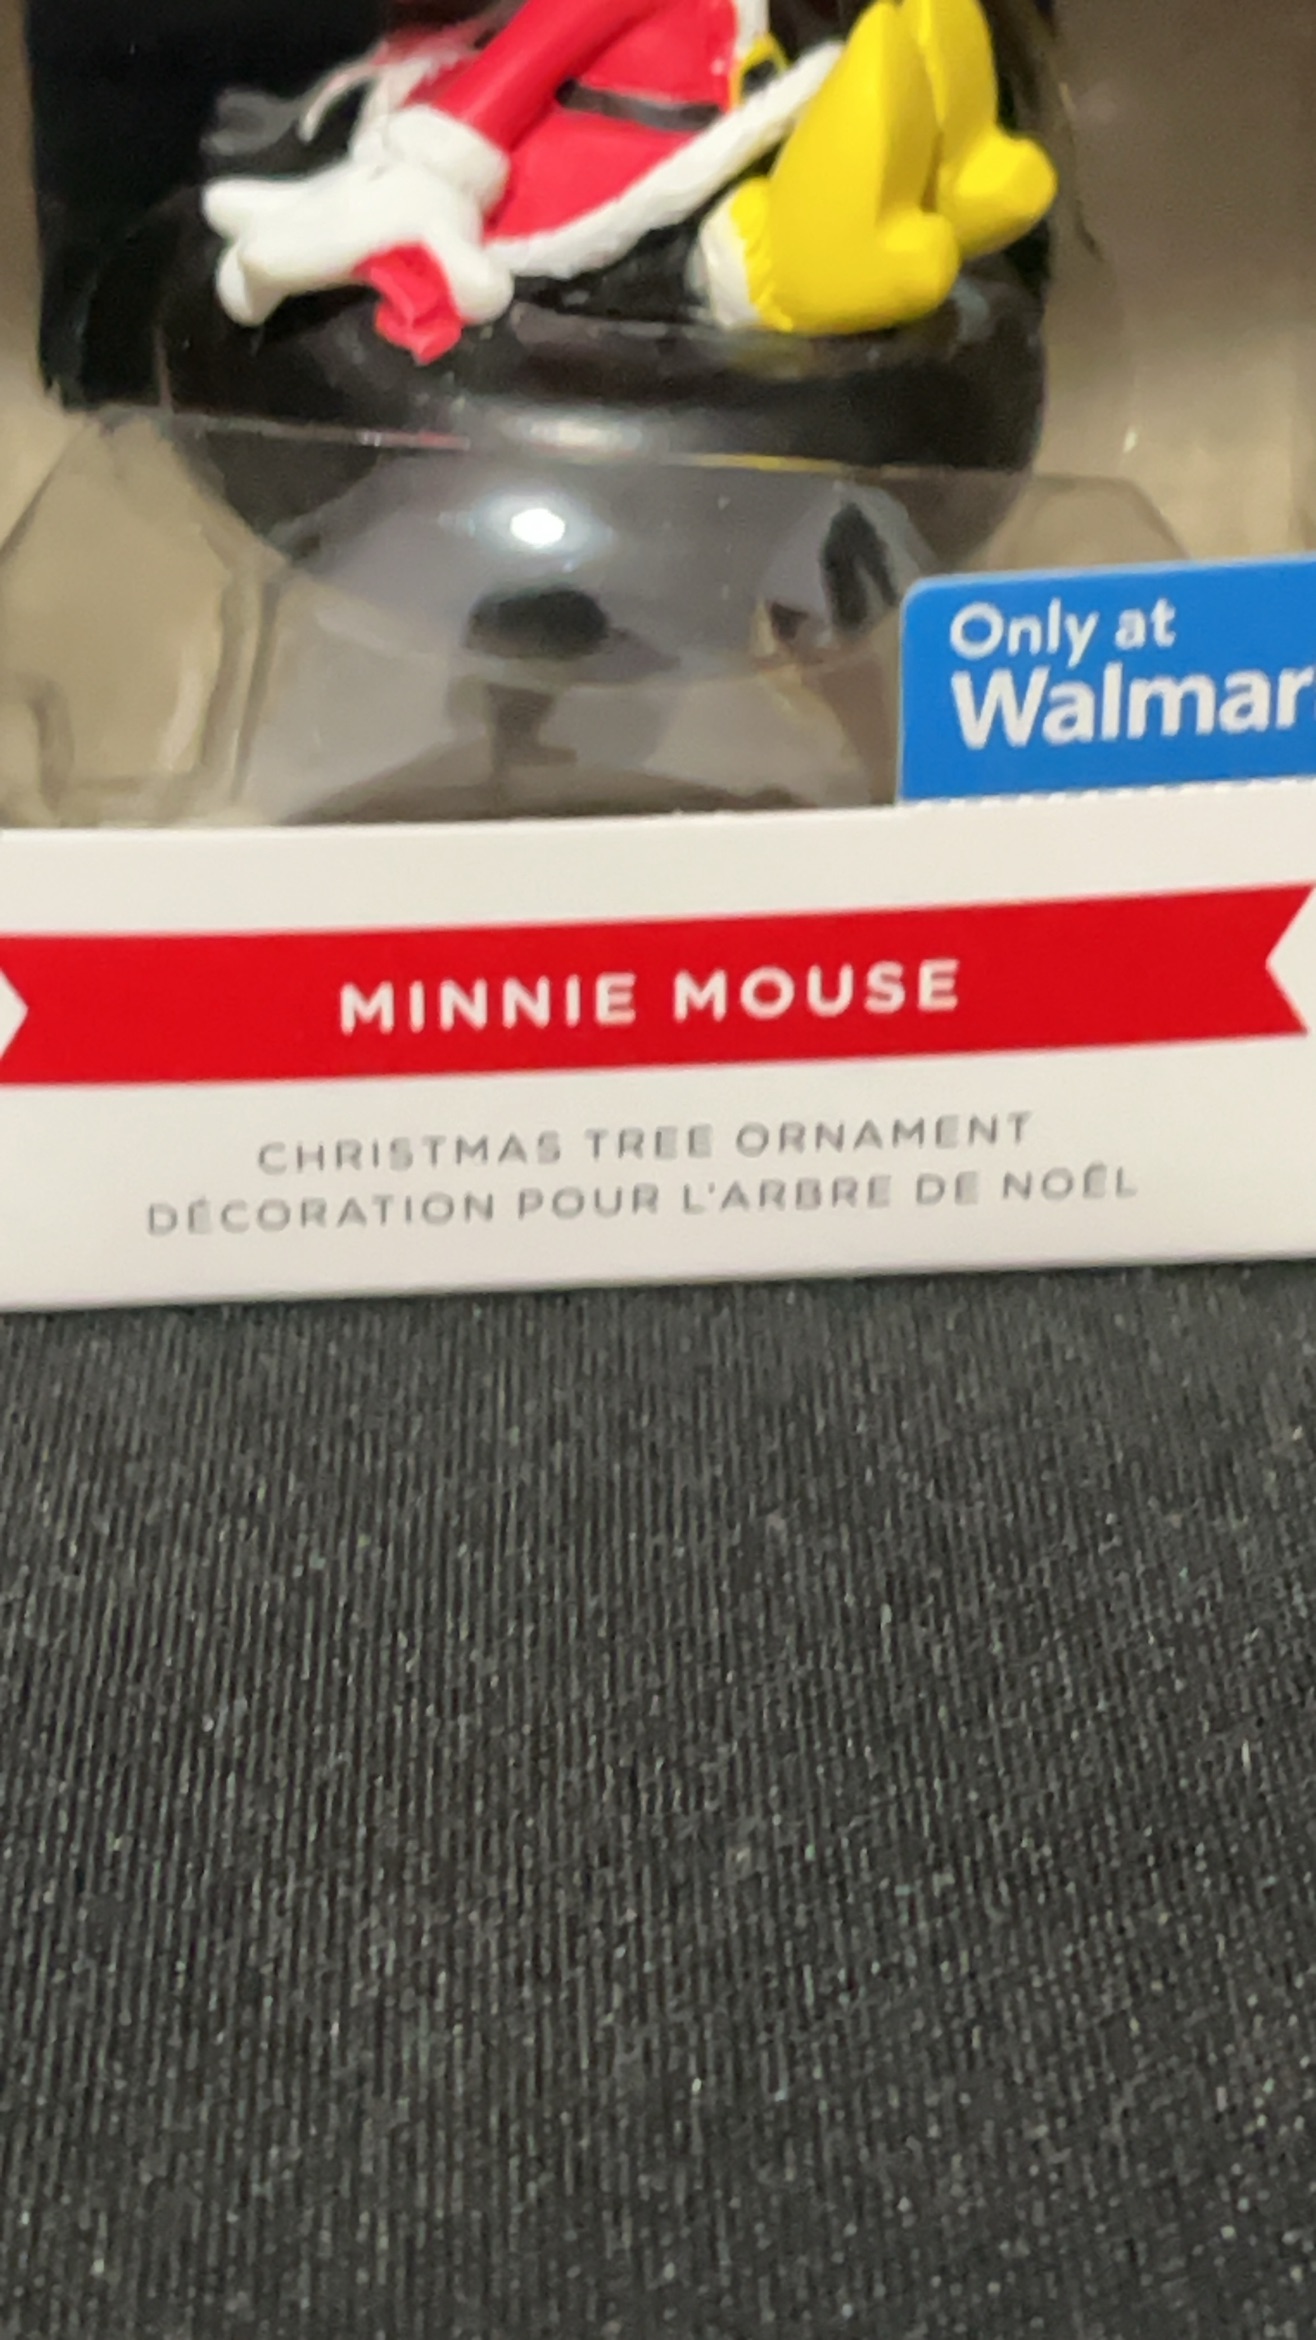 Only at
Walmar
MINNIE MOUSE
CHRISTMAS TREE ORNAMENT
DÉCORATION POUR L'ARBRE DE NOËL